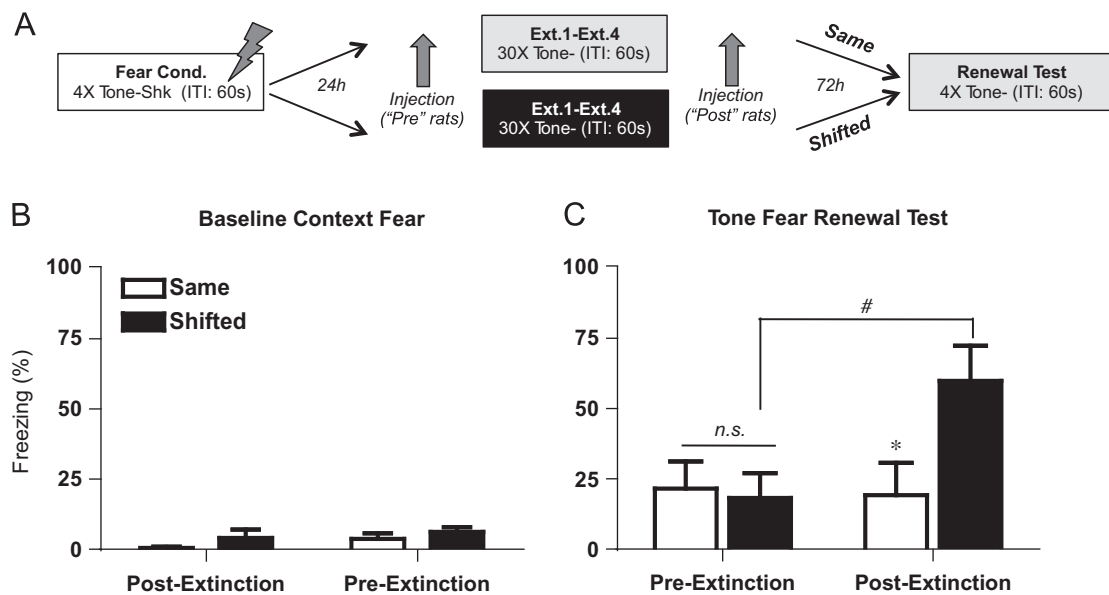 A
Fear Cond.
4X Tone-Shk (ITI: 60s)
24h
Injection
("Pre" rats)
Ext.1-Ext.4
30X Tone- (ITI: 60s)
Ext.1-Ext.4
30X Tone- (ITI: 60s)
Injection
("Post" rats)
Same
72h
Shifted
Renewal Test
4X Tone- (ITI: 60s)
B
Baseline Context Fear
Freezing (%)
100
75
50
25
0
Same
Shifted
Post-Extinction
Pre-Extinction
C
Tone Fear Renewal Test
100
75
50
25
0
n.s.
#
*
Pre-Extinction
Post-Extinction